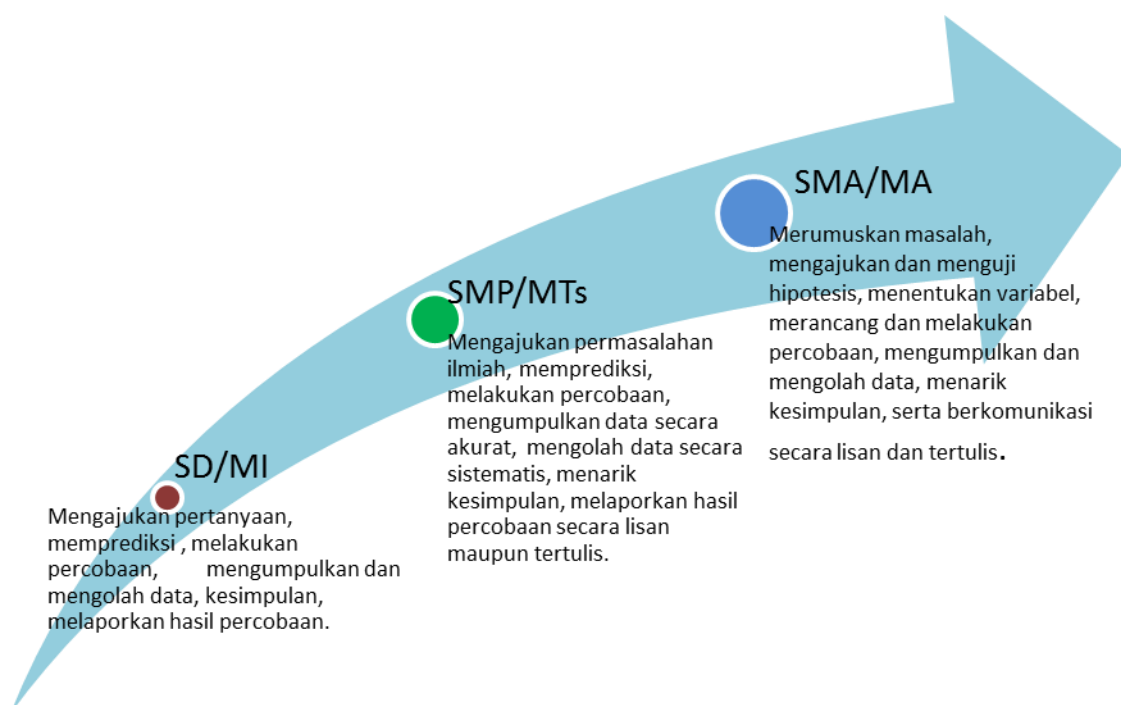 SD/MI
Mengajukan pertanyaan,
memprediksi , melakukan
percobaan, mengumpulkan dan
mengolah data, kesimpulan,
melaporkan hasil percobaan.
SMP/MTs
Mengajukan permasalahan
ilmiah, memprediksi,
melakukan percobaan,
mengumpulkan data secara
akurat, mengolah data secara
sistematis, menarik
kesimpulan, melaporkan hasil
percobaan secara lisan
maupun tertulis.
SMA/MA
Merumuskan masalah,
mengajukan dan menguji
hipotesis, menentukan variabel,
merancang dan melakukan
percobaan, mengumpulkan dan
mengolah data, menarik
kesimpulan, serta berkomunikasi
secara lisan dan tertulis.